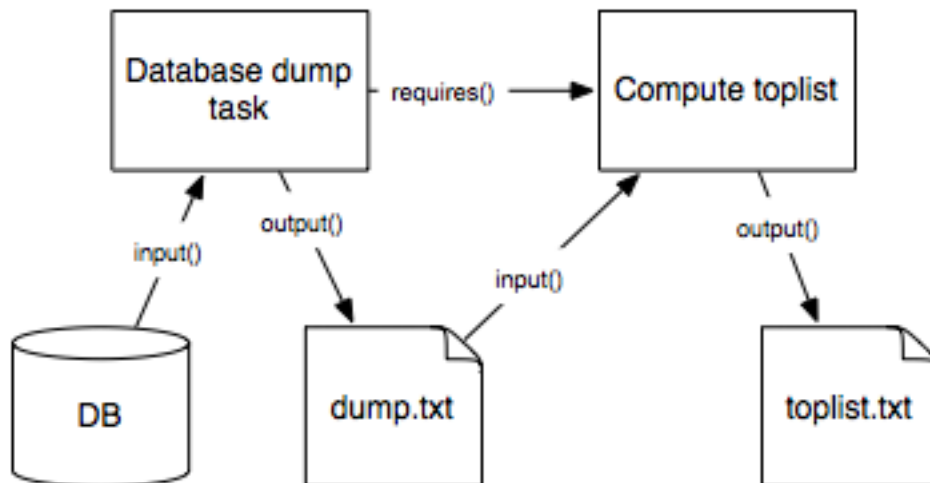 Database dump
task
requires()
Compute toplist
input()
output()
input()
output()
DB
dump.txt
toplist.txt